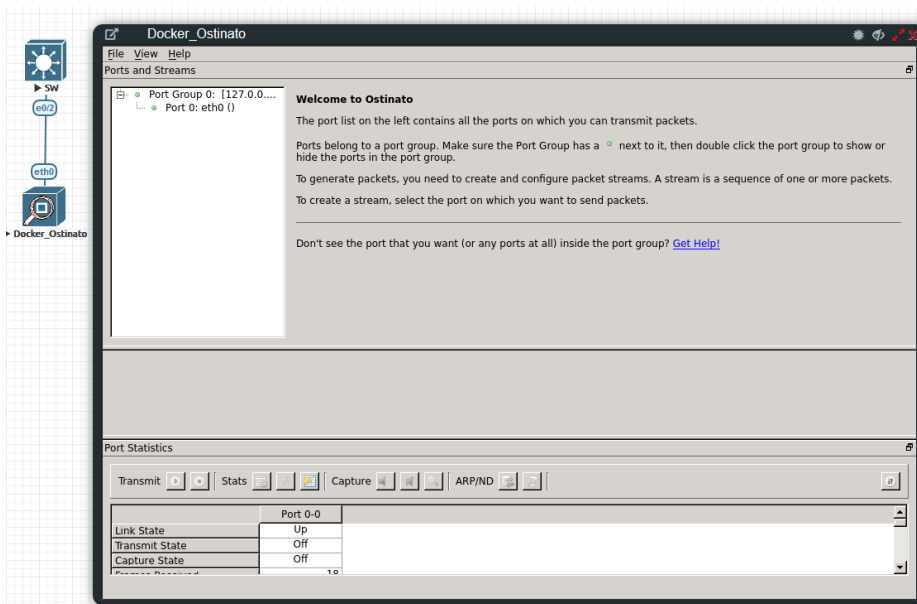 SW
e0/2
eth0
Docker_Ostinato
Docker_Ostinato
File View Help
Ports and Streams
Port Group 0: [127.0.0....
Port 0: eth0 ()
Welcome to Ostinato
The port list on the left contains all the ports on which you can transmit packets.
Ports belong to a port group. Make sure the Port Group has a next to it, then double click the port group to show or
hide the ports in the port group.
To generate packets, you need to create and configure packet streams. A stream is a sequence of one or more packets.
To create a stream, select the port on which you want to send packets.
Don't see the port that you want (or any ports at all) inside the port group? Get Help!
Port Statistics
Transmit Stats Capture ARP/ND
Port 0-0
Link State Up
Transmit State Off
Capture State Off
Frames Received 18